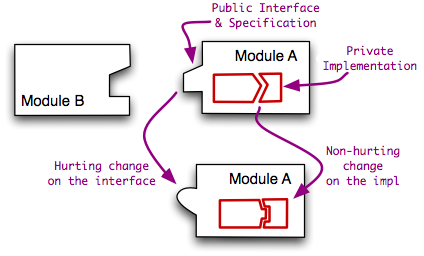 Public Interface
& Specification
Module A
Private
Implementation
Module B
Hurting change
on the interface
Module A
Non-hurting
change
on the impl